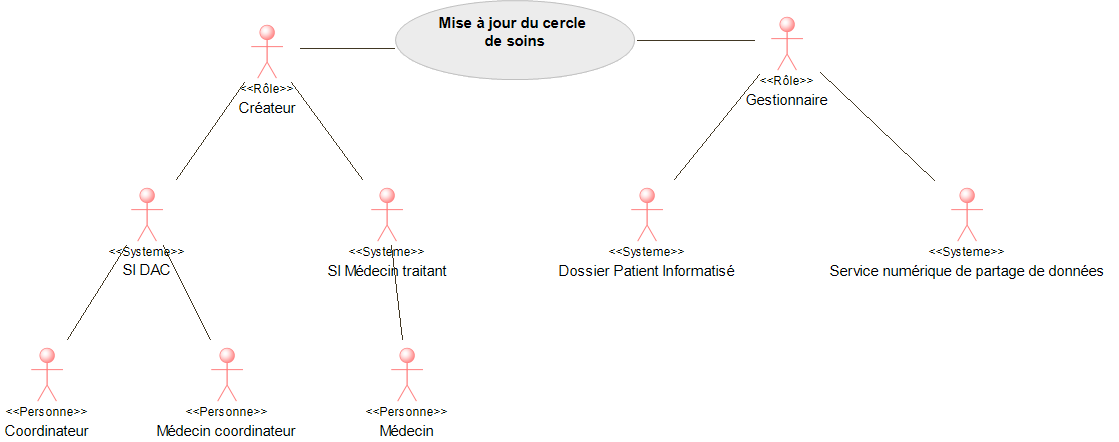 Mise à jour du cercle
de soins
<<Rôle>>
Créateur
<<Rôle>>
Gestionnaire
<<Systeme>>
SI DAC
<<Systeme>>
SI Médecin traitant
<<Systeme>>
Dossier Patient Informatisé
<<Systeme>>
Service numérique de partage de données
<<Personne>>
Coordinateur
<<Personne>>
Médecin coordinateur
<<Personne>>
Médecin